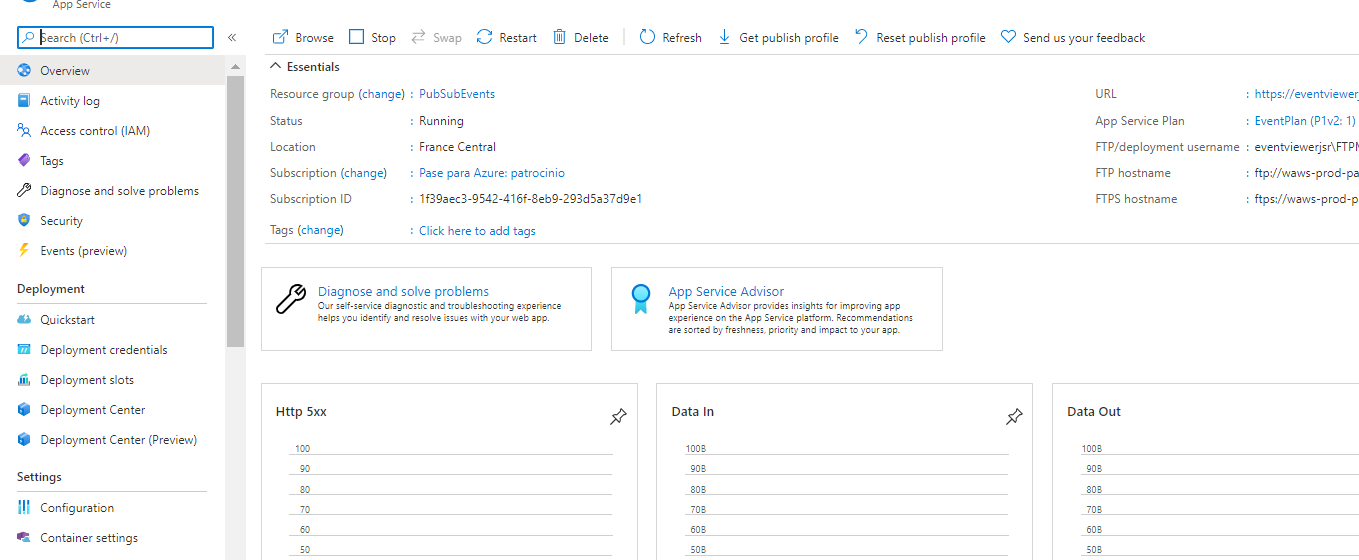 App Service
Search (Ctrl+/)
«
Browse Stop Swap Restart Delete Refresh Get publish profile Reset publish profile Send us your feedback
Overview
Activity log
Access control (IAM)
Tags
Diagnose and solve problems
Security
Events (preview)
Deployment
Quickstart
Deployment credentials
Deployment slots
Deployment Center
Deployment Center (Preview)
Settings
Configuration
Container settings
Essentials
Resource group (change) : PubSubEvents
Status : Running
Location : France Central
Subscription (change) : Pase para Azure: patrocinio
Subscription ID : 1f39aec3-9542-416f-8eb9-293d5a37d9e1
Tags (change) : Click here to add tags
URL : https://eventviewerj
App Service Plan : EventPlan (P1v2: 1)
FTP/deployment username : eventviewerjsr\FTPM
FTP hostname : ftp://waws-prod-pa
FTPS hostname : ftps://waws-prod-p
Diagnose and solve problems
Our self-service diagnostic and troubleshooting experience
helps you identify and resolve issues with your web app.
App Service Advisor
App Service Advisor provides insights for improving app
experience on the App Service platform. Recommendations
are sorted by freshness, priority and impact to your app.
Http 5xx
100
90
80
70
60
50
Data In
100B
90B
80B
70B
60B
50B
Data Out
100B
90B
80B
70B
60B
50B